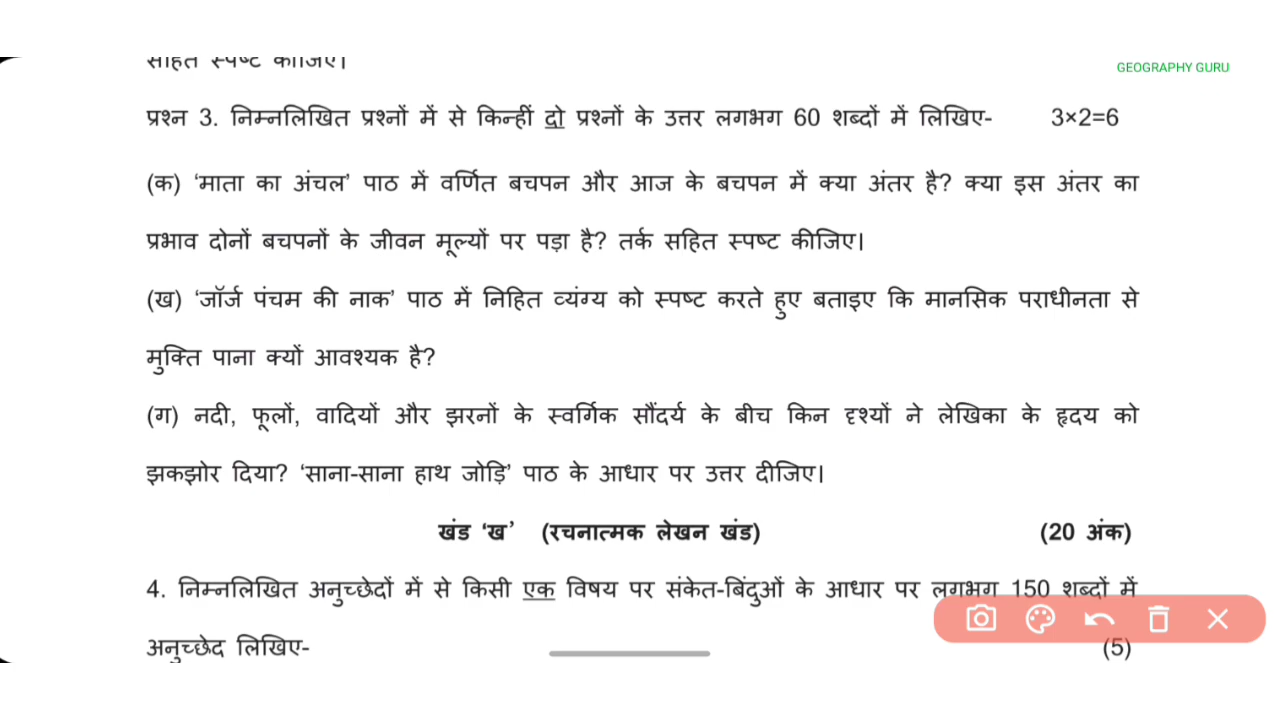 सहित स्पष्ट कीजिए।
GEOGRAPHY GURU
प्रश्न 3. निम्नलिखित प्रश्नों में से किन्हीं दो प्रश्नों के उत्तर लगभग 60 शब्दों में लिखिए- 3×2=6
(क) ‘माता का अंचल’ पाठ में वर्णित बचपन और आज के बचपन में क्या अंतर है? क्या इस अंतर का
प्रभाव दोनों बचपनों के जीवन मूल्यों पर पड़ा है? तर्क सहित स्पष्ट कीजिए।
(ख) ‘जॉर्ज पंचम की नाक’ पाठ में निहित व्यंग्य को स्पष्ट करते हुए बताइए कि मानसिक पराधीनता से
मुक्ति पाना क्यों आवश्यक है?
(ग) नदी, फूलों, वादियों और झरनों के स्वर्गिक सौंदर्य के बीच किन दृश्यों ने लेखिका के हृदय को
झकझोर दिया? ‘साना-साना हाथ जोड़ि’ पाठ के आधार पर उत्तर दीजिए।
खंड ‘ख’ (रचनात्मक लेखन खंड) (20 अंक)
4. निम्नलिखित अनुच्छेदों में से किसी एक विषय पर संकेत-बिंदुओं के आधार पर लगभग 150 शब्दों में
अनुच्छेद लिखिए- (5)